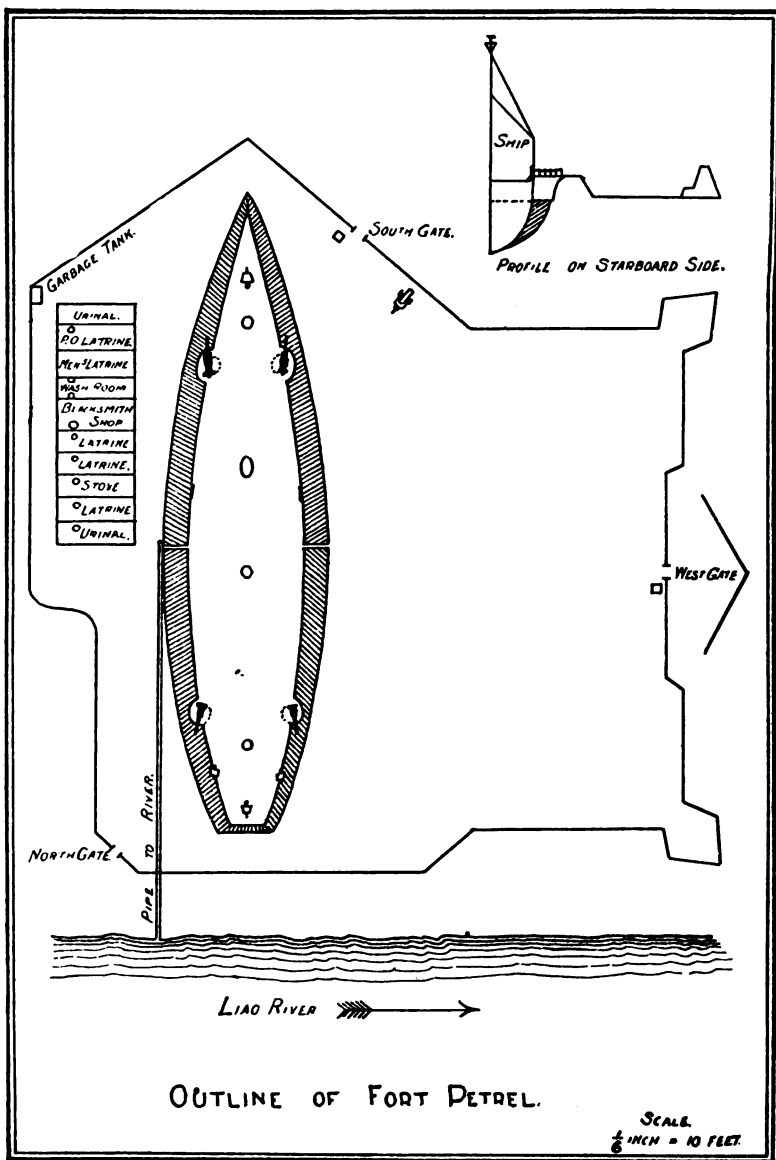 SHIP
PROFILE ON STARBOARD SIDE.
SOUTH GATE.
GARBAGE TANK.
URINAL.
P.O LATRINE
MEN'S LATRINE
WASH ROOM
BLACKSMITH
SHOP
LATRINE
LATRINE.
STOVE
LATRINE
URINAL.
WEST GATE
NORTH GATE
PIPE TO RIVER.
LIAO RIVER
OUTLINE OF FORT PETREL.
SCALE.
1/6 INCH = 10 FEET.